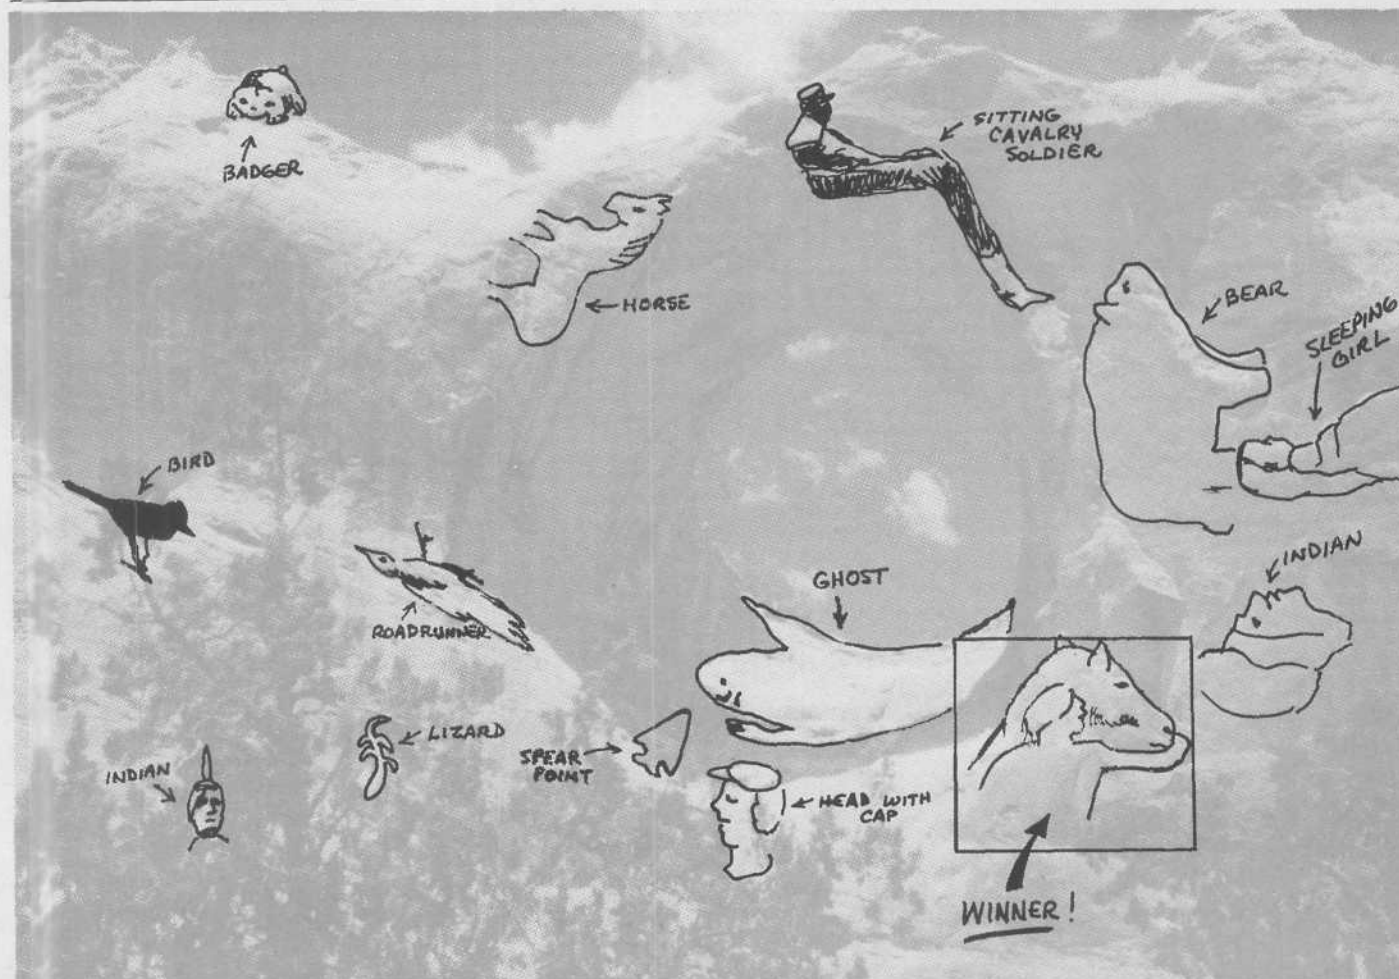 BADGER
SITTING
CAVALRY
SOLDIER
HORSE
BEAR
SLEEPING
GIRL
BIRD
INDIAN
GHOST
ROADRUNNER
LIZARD
SPEAR
POINT
INDIAN
HEAD WITH
CAP
WINNER!